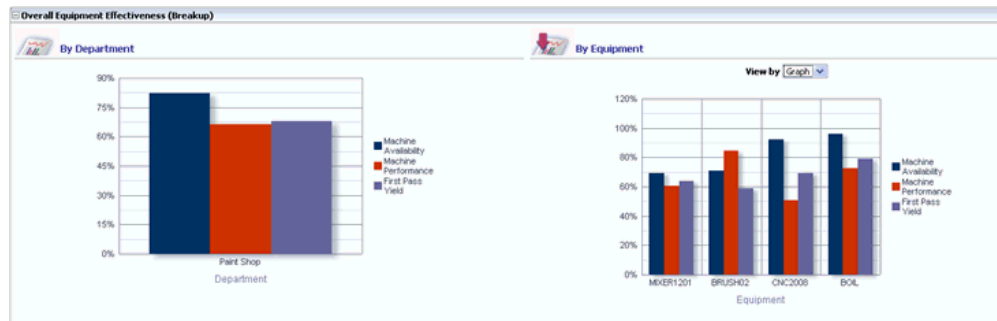 Overall Equipment Effectiveness (Breakup)
By Department
90%
75%
60%
45%
30%
15%
0%
Paint Shop
Department
Machine
Availability
Machine
Performance
First Pass
Yield
By Equipment
View by Graph
120%
100%
80%
60%
40%
20%
0%
MIXER1201 BRUSH02 CNC2008 BOIL
Equipment
Machine
Availability
Machine
Performance
First Pass
Yield